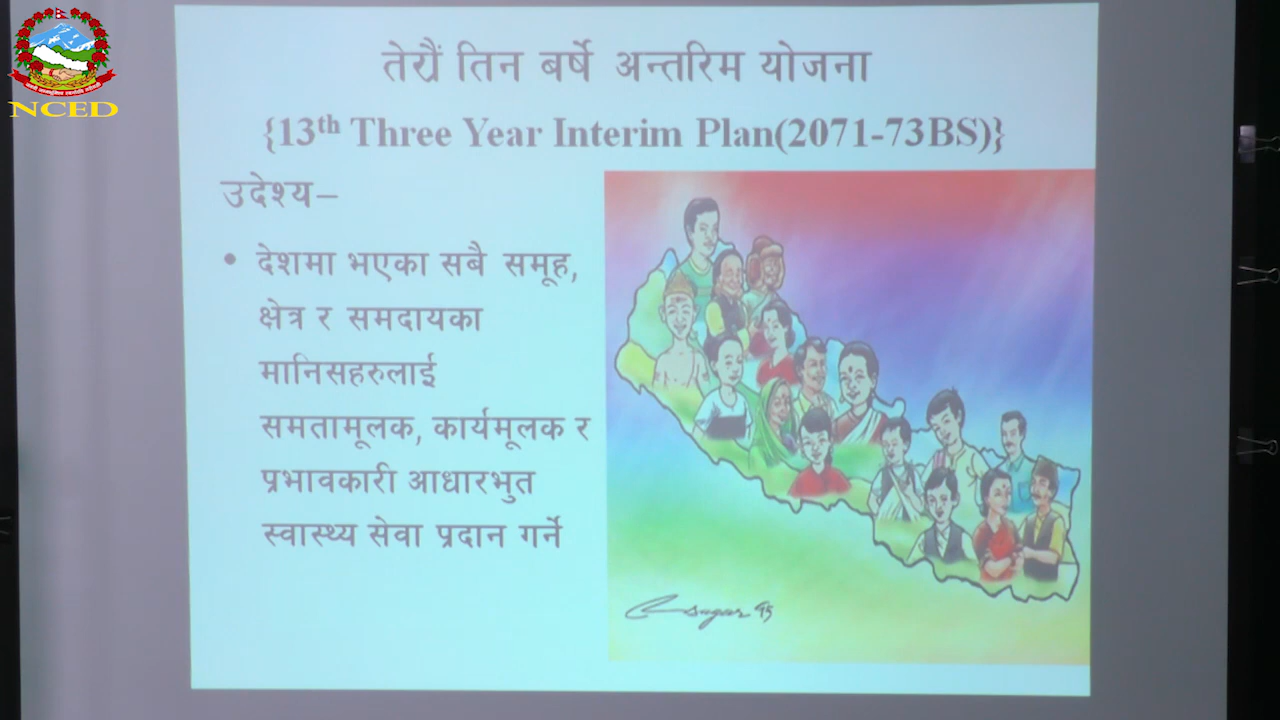 NCED
तेर्‍हौं तिन बर्षे अन्तरिम योजना
{13th Three Year Interim Plan(2071-73BS)}
उदेश्य–
• देशमा भएका सबै समूह,
क्षेत्र र समदायका
मानिसहरुलाई
समतामूलक, कार्यमूलक र
प्रभावकारी आधारभुत
स्वास्थ्य सेवा प्रदान गर्ने
sagar